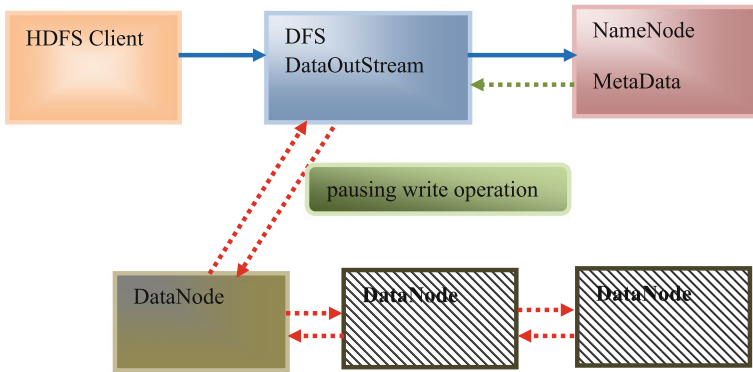 HDFS Client
DFS
DataOutStream
NameNode
MetaData
pausing write operation
DataNode
DataNode
DataNode